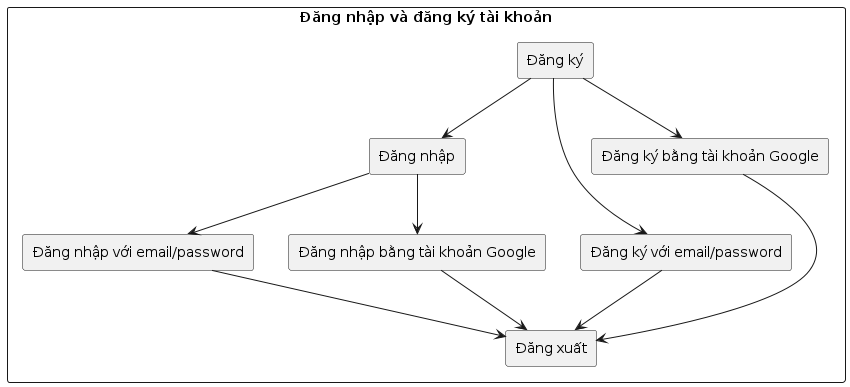 Đăng nhập và đăng ký tài khoản
Đăng ký
Đăng nhập
Đăng ký bằng tài khoản Google
Đăng nhập với email/password
Đăng nhập bằng tài khoản Google
Đăng ký với email/password
Đăng xuất